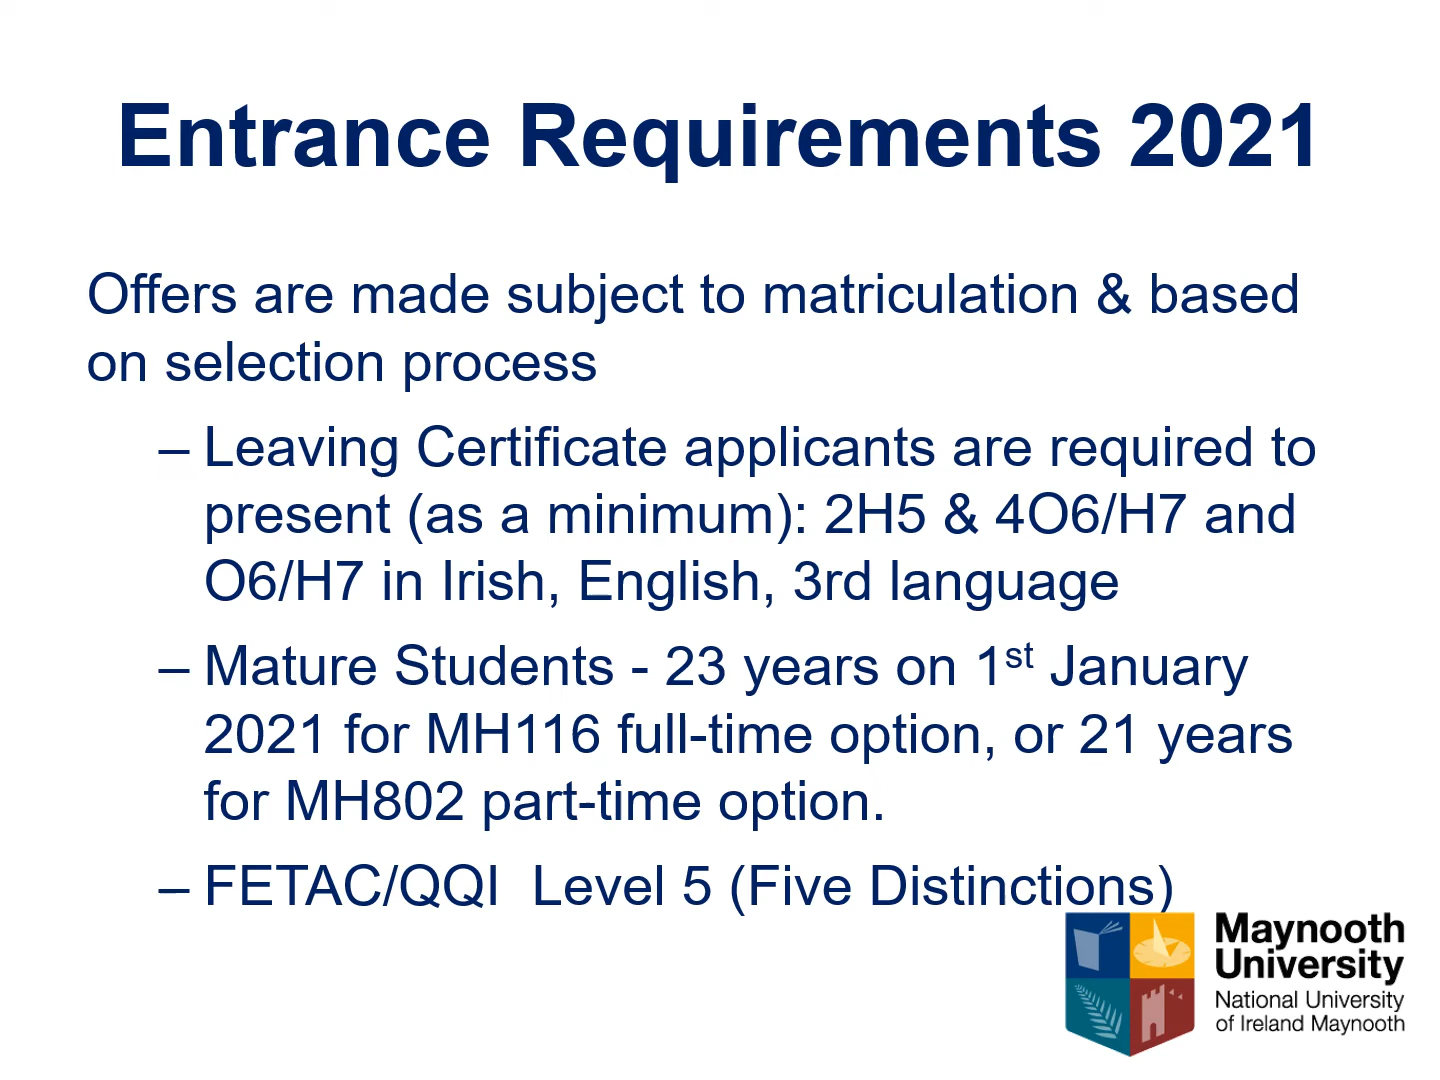 Entrance Requirements 2021
Offers are made subject to matriculation & based
on selection process
– Leaving Certificate applicants are required to
present (as a minimum): 2H5 & 4O6/H7 and
O6/H7 in Irish, English, 3rd language
– Mature Students - 23 years on 1st January
2021 for MH116 full-time option, or 21 years
for MH802 part-time option.
– FETAC/QQI  Level 5 (Five Distinctions)
Maynooth
University
National University
of Ireland Maynooth